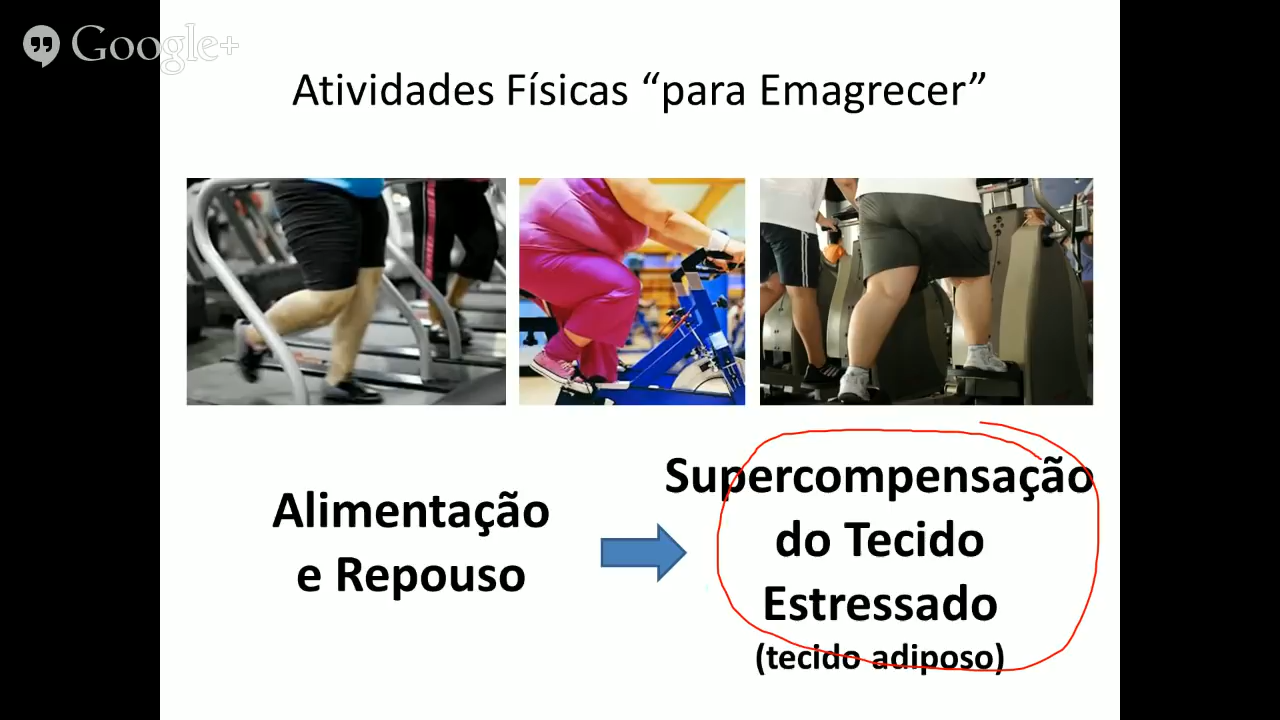 Google+
Atividades Físicas “para Emagrecer”
Alimentação
e Repouso
Supercompensação
do Tecido
Estressado
(tecido adiposo)